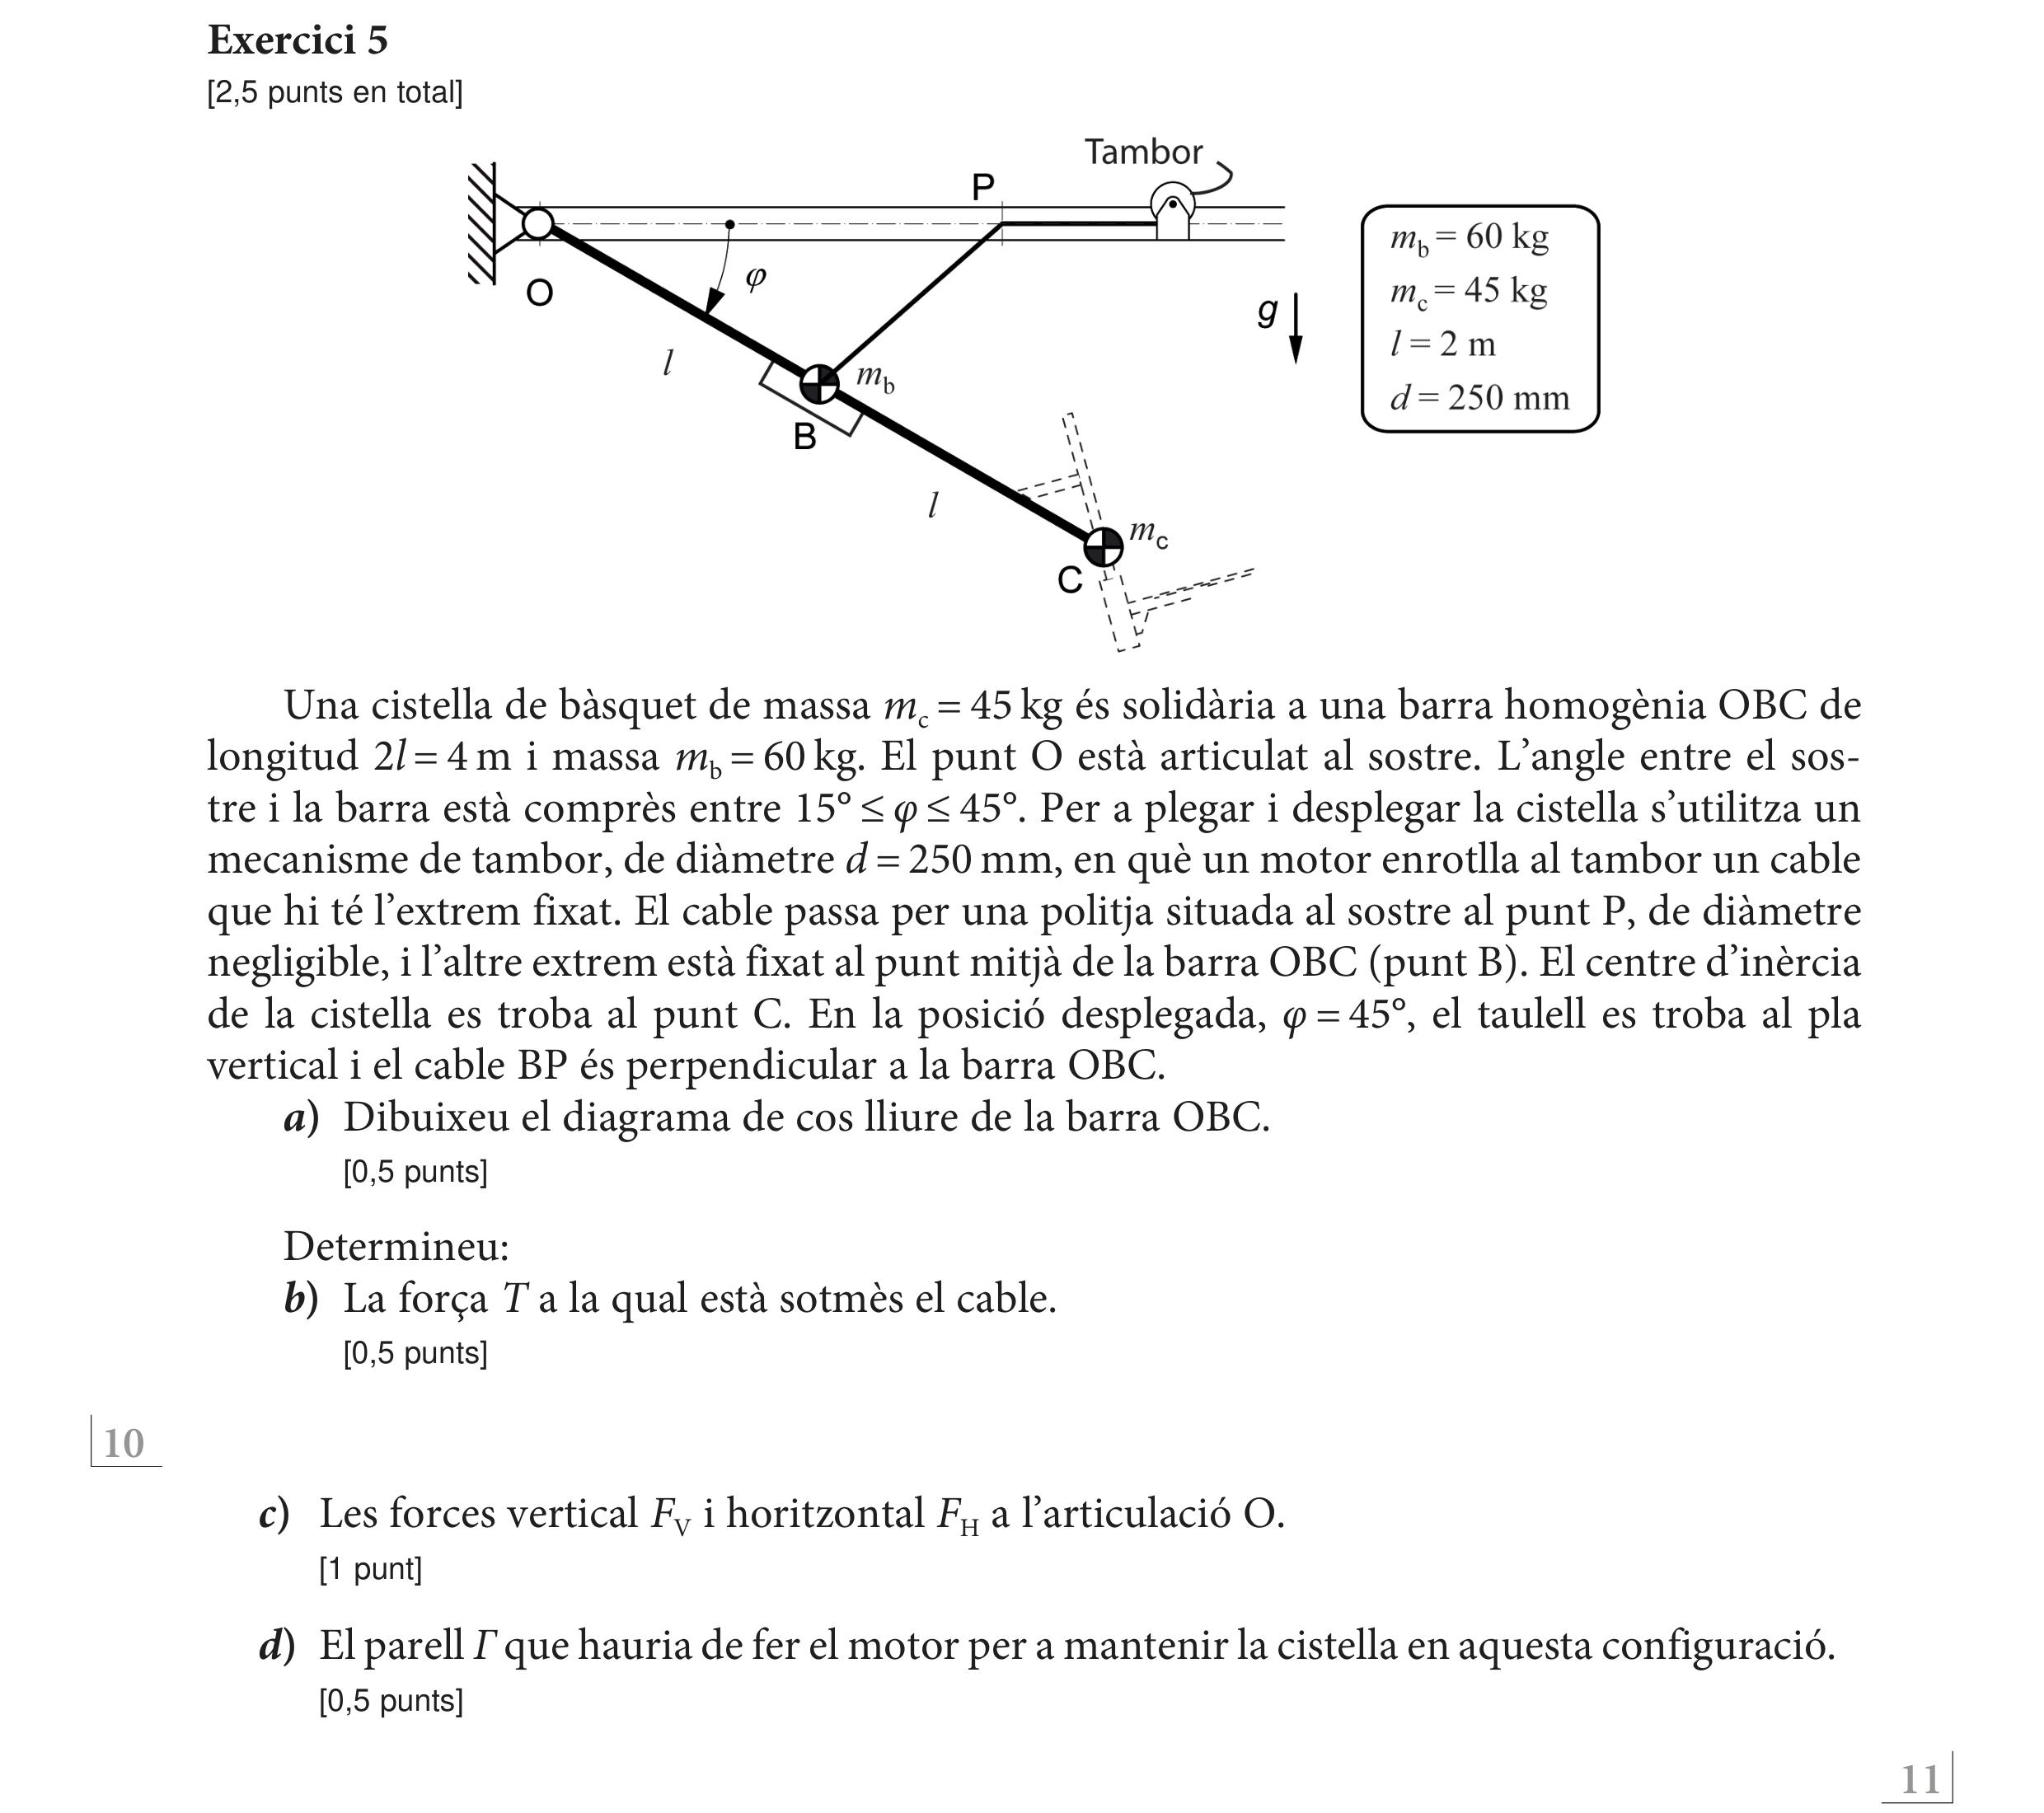 Exercici 5
[2,5 punts en total]
Tambor
P
O
φ
l
m_b
B
l
m_c
C
g
m_b = 60 kg
m_c = 45 kg
l = 2 m
d = 250 mm
Una cistella de bàsquet de massa m_c = 45 kg és solidària a una barra homogènia OBC de
longitud 2l = 4 m i massa m_b = 60 kg. El punt O està articulat al sostre. L’angle entre el sos-
tre i la barra està comprès entre 15° ≤ φ ≤ 45°. Per a plegar i desplegar la cistella s’utilitza un
mecanisme de tambor, de diàmetre d = 250 mm, en què un motor enrotlla al tambor un cable
que hi té l’extrem fixat. El cable passa per una politja situada al sostre al punt P, de diàmetre
negligible, i l’altre extrem està fixat al punt mitjà de la barra OBC (punt B). El centre d’inèrcia
de la cistella es troba al punt C. En la posició desplegada, φ = 45°, el taulell es troba al pla
vertical i el cable BP és perpendicular a la barra OBC.
a) Dibuixeu el diagrama de cos lliure de la barra OBC.
[0,5 punts]
Determineu:
b) La força T a la qual està sotmès el cable.
[0,5 punts]
10
c) Les forces vertical F_V i horitzontal F_H a l’articulació O.
[1 punt]
d) El parell Γ que hauria de fer el motor per a mantenir la cistella en aquesta configuració.
[0,5 punts]
11